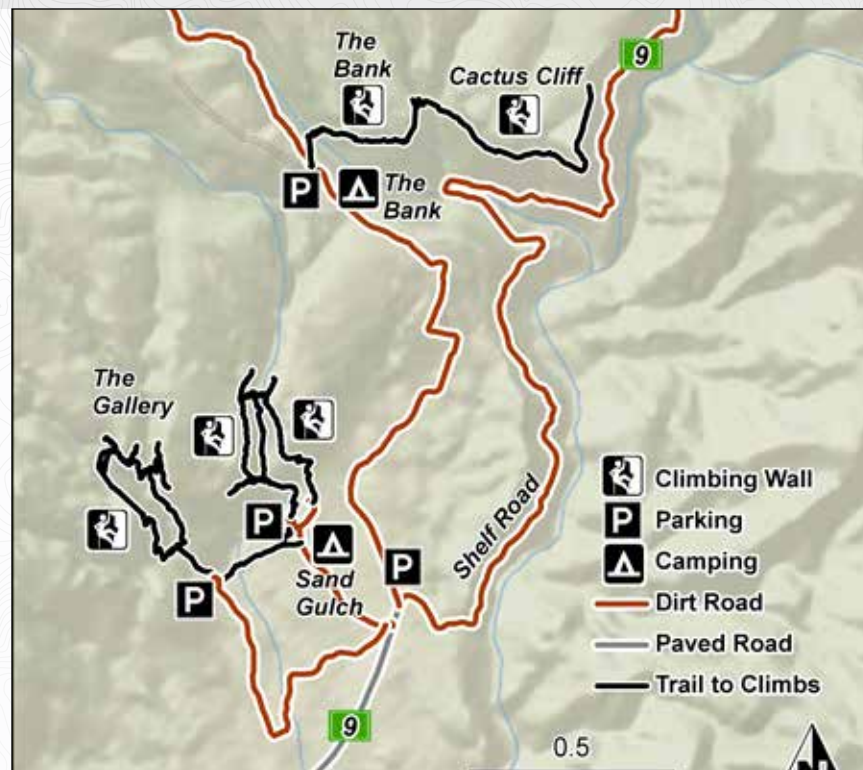 9
The
Bank
Cactus Cliff
P
The
Bank
The
Gallery
P
P
Sand
Gulch
P
Shelf Road
9
Climbing Wall
P Parking
Camping
Dirt Road
Paved Road
Trail to Climbs
0.5
N